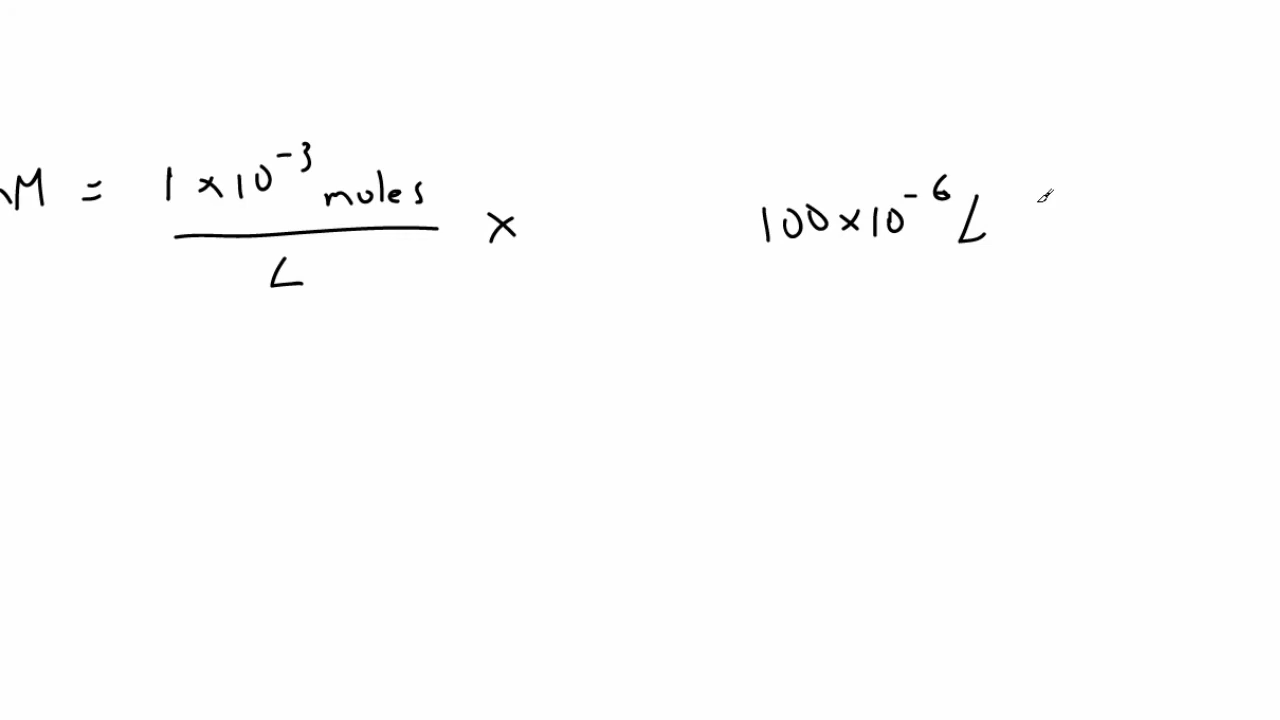 M = 1 × 10⁻³ moles / L × 100 × 10⁻⁶ L